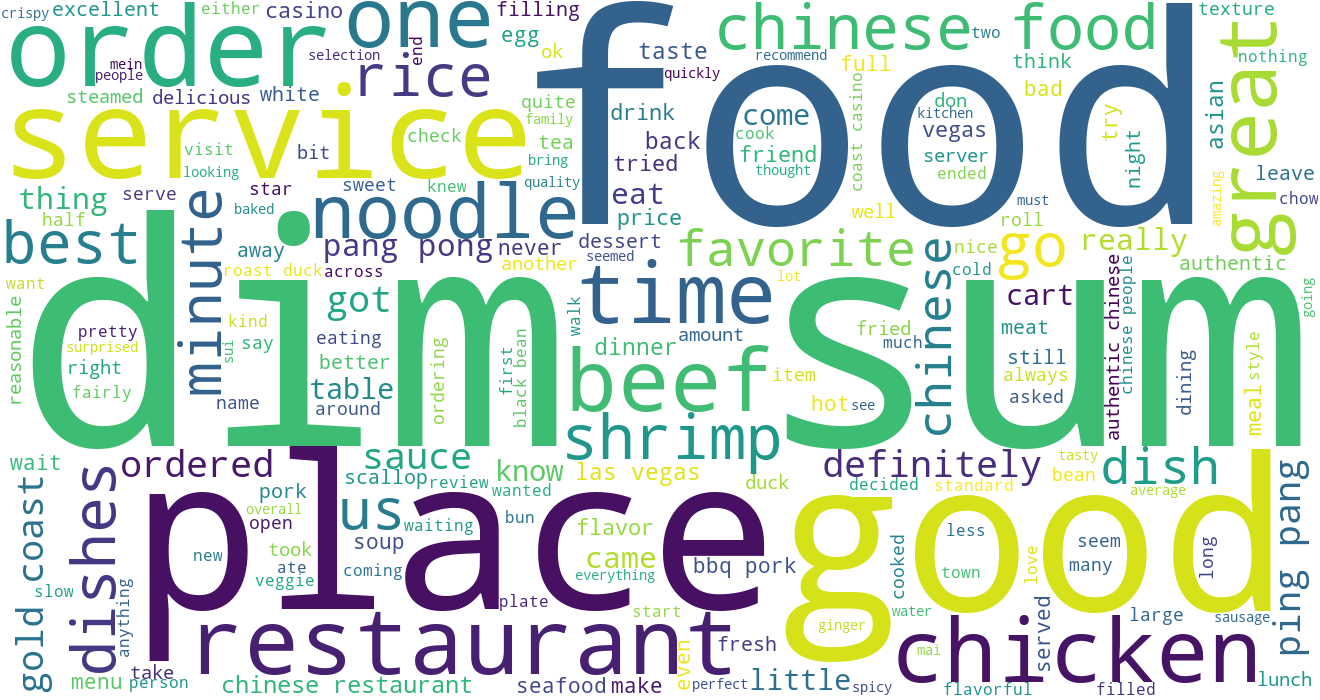 crispy
excellent
either
casino
filling
order
one
egg
ok
food
chinese food
two
texture
great
nothing
mein
people
selection
end
rice
taste
quickly
recommend
full
think
bad
asian
steamed
delicious
white
quite
family
drink
come
cook
friend
thought
coast casino
don
kitchen
vegas
server
ended
try
night
service
visit
looking
check
bit
tea
bring
back
tried
quality
eat
leave
chow
thing
half
serve
star
baked
sweet
knew
noodle
price
well
must
roll
amazing
best
minute
away
pang pong
never
dessert
seemed
favorite
nice
cold
go
really
authentic
want
roast duck
across
another
time
lot
chinese
going
reasonable
dim sum
pretty
surprised
right
fairly
sui
kind
say
got
eating
better
table
around
name
ordering
first
black bean
walk
amount
dinner
beef
item
hot
see
fried
much
cart
meat
still
always
asked
authentic chinese
chinese people
dining
meal
style
shrimp
wait
ordered
sauce
scallop
review
know
wanted
las vegas
duck
definitely
decided
standard
bean
tasty
dish
average
gold coast
dishes
pork
overall
open
us
waiting
bun
place
flavor
came
everything
good
less
town
seem
many
long
ping pang
new
took
ate
veggie
soup
coming
bbq pork
cooked
love
slow
anything
plate
start
ginger
water
served
large
sausage
restaurant
fresh
even
chicken
mai
take
menu
person
chinese restaurant
seafood
make
perfect
little
spicy
flavorful
filled
lunch